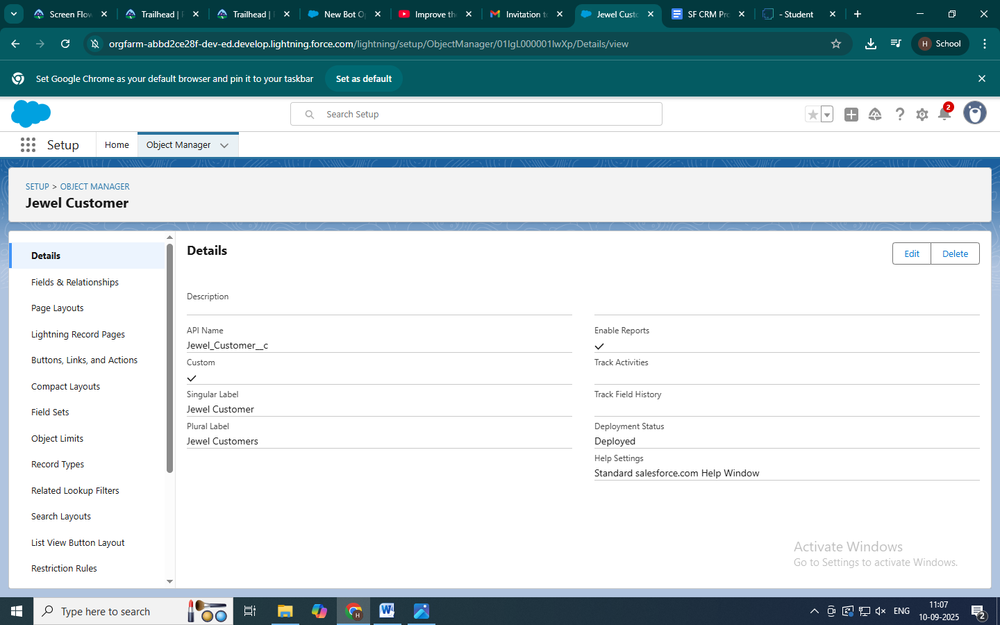 Screen Flow
Trailhead |
Trailhead |
New Bot Op
Improve the
Invitation to
Jewel Custo
SF CRM Pro
- Student
orgfarm-abbd2ce28f-dev-ed.develop.lightning.force.com/lightning/setup/ObjectManager/01IgL000001lwXp/Details/view
H School
Set Google Chrome as your default browser and pin it to your taskbar
Set as default
Search Setup
2
Setup
Home
Object Manager
SETUP > OBJECT MANAGER
Jewel Customer
Details
Fields & Relationships
Page Layouts
Lightning Record Pages
Buttons, Links, and Actions
Compact Layouts
Field Sets
Object Limits
Record Types
Related Lookup Filters
Search Layouts
List View Button Layout
Restriction Rules
Details
Edit
Delete
Description
API Name
Jewel_Customer__c
Custom
Singular Label
Jewel Customer
Plural Label
Jewel Customers
Enable Reports
Track Activities
Track Field History
Deployment Status
Deployed
Help Settings
Standard salesforce.com Help Window
Activate Windows
Go to Settings to activate Windows.
Type here to search
ENG
11:07
10-09-2025
2